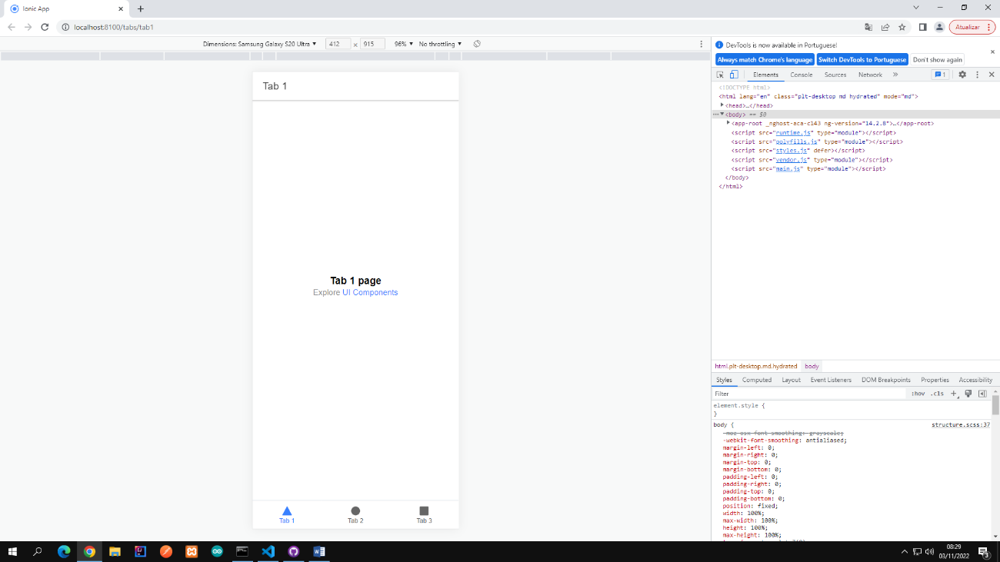 Ionic App
localhost:8100/tabs/tab1
Atualizar
Dimensions: Samsung Galaxy S20 Ultra
412 × 915
96%
No throttling
Tab 1
Tab 1 page
Explore UI Components
Tab 1
Tab 2
Tab 3
DevTools is now available in Portuguese!
Always match Chrome's language
Switch DevTools to Portuguese
Don't show again
Elements
Console
Sources
Network
1
<!DOCTYPE html>
<html lang="en" class="plt-desktop md hydrated" mode="md">
<head>…</head>
<body> == $0
<app-root _nghost-aca-c143 ng-version="14.2.8">…</app-root>
<script src="runtime.js" type="module"></script>
<script src="polyfills.js" type="module"></script>
<script src="styles.js" defer></script>
<script src="vendor.js" type="module"></script>
<script src="main.js" type="module"></script>
</body>
</html>
html.plt-desktop.md.hydrated
body
Styles
Computed
Layout
Event Listeners
DOM Breakpoints
Properties
Accessibility
Filter
:hov .cls
element.style {
}
body {
structure.scss:37
-moz-osx-font-smoothing: grayscale;
-webkit-font-smoothing: antialiased;
margin-left: 0;
margin-right: 0;
margin-top: 0;
margin-bottom: 0;
padding-left: 0;
padding-right: 0;
padding-top: 0;
padding-bottom: 0;
position: fixed;
width: 100%;
max-width: 100%;
height: 100%;
max-height: 100%;
08:29
03/11/2022
3